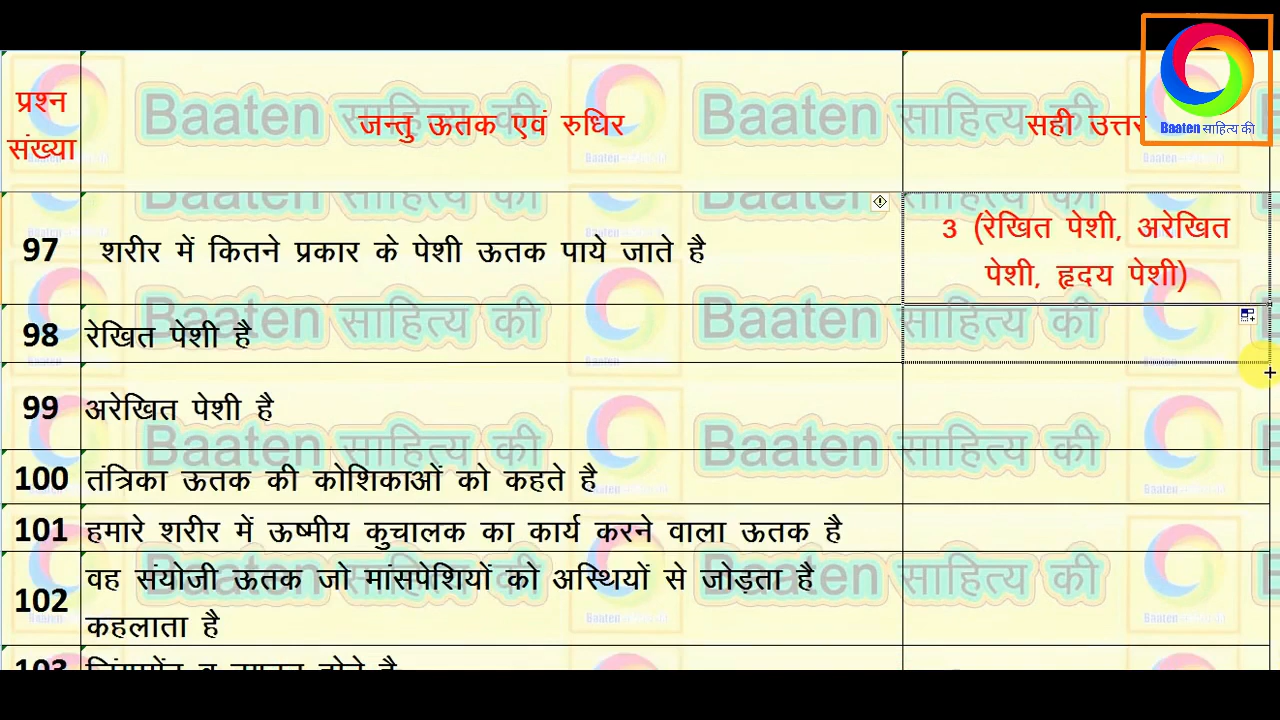 प्रश्न संख्या
जन्तु ऊतक एवं रुधिर
सही उत्तर
Baaten साहित्य की
97
शरीर में कितने प्रकार के पेशी ऊतक पाये जाते है
3 (रेखित पेशी, अरेखित
पेशी, हृदय पेशी)
98
रेखित पेशी है
99
अरेखित पेशी है
100
तंत्रिका ऊतक की कोशिकाओं को कहते है
101
हमारे शरीर में ऊष्मीय कुचालक का कार्य करने वाला ऊतक है
102
वह संयोजी ऊतक जो मांसपेशियों को अस्थियों से जोड़ता है
कहलाता है
103